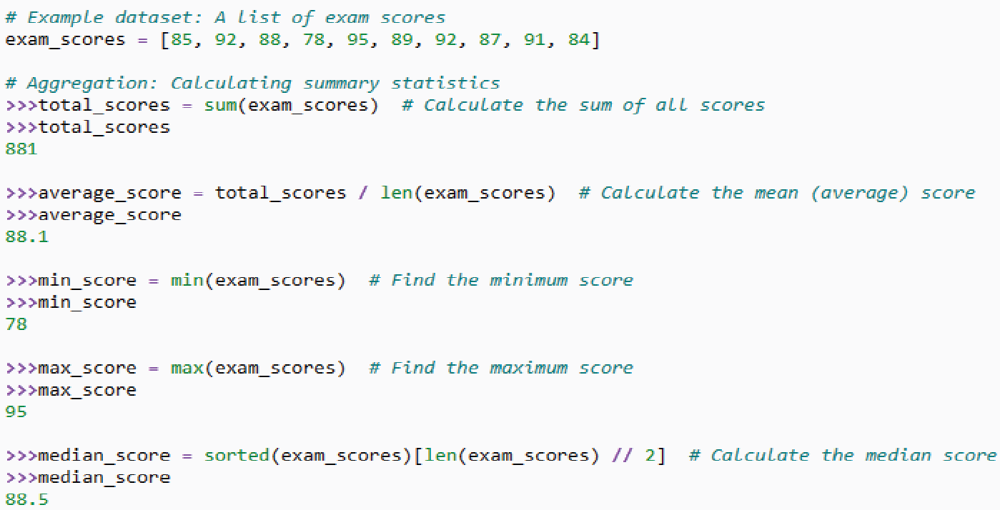 # Example dataset: A list of exam scores
exam_scores = [85, 92, 88, 78, 95, 89, 92, 87, 91, 84]
# Aggregation: Calculating summary statistics
>>>total_scores = sum(exam_scores)  # Calculate the sum of all scores
>>>total_scores
881
>>>average_score = total_scores / len(exam_scores)  # Calculate the mean (average) score
>>>average_score
88.1
>>>min_score = min(exam_scores)  # Find the minimum score
>>>min_score
78
>>>max_score = max(exam_scores)  # Find the maximum score
>>>max_score
95
>>>median_score = sorted(exam_scores)[len(exam_scores) // 2]  # Calculate the median score
>>>median_score
88.5